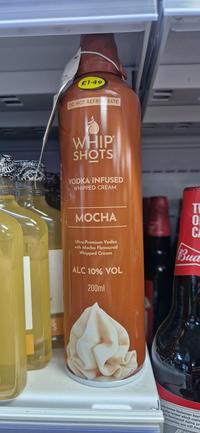 £1.49
DO NOT REFRIGERATE
WHIP
SHOTS
VODKA INFUSED
WHIPPED CREAM
MOCHA
Ultra-Premium Vodka
with Mocha Flavoured
Whipped Cream
ALC 10% VOL
200ml
Bud